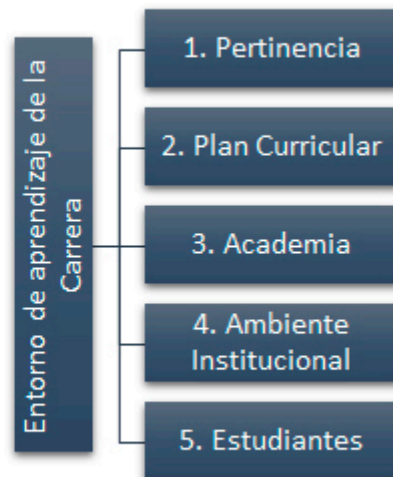 Entorno de aprendizaje de la
Carrera
1. Pertinencia
2. Plan Curricular
3. Academia
4. Ambiente
Institucional
5. Estudiantes